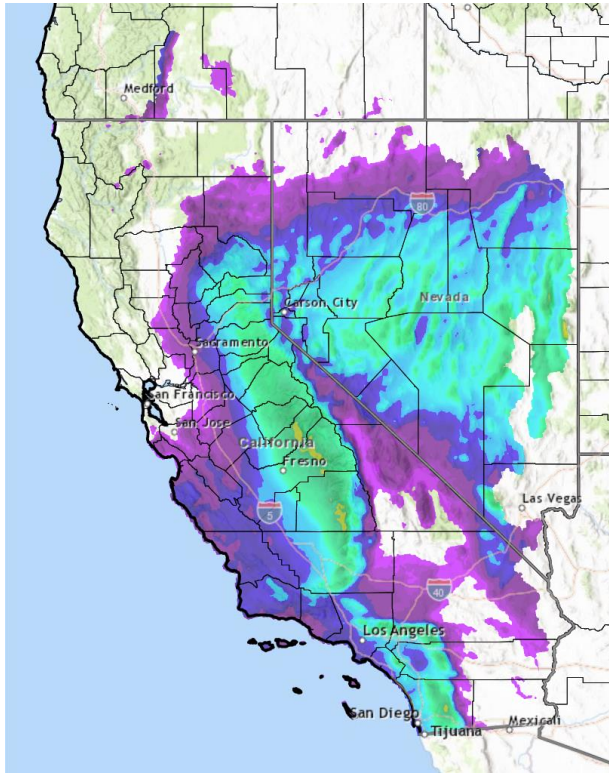 Medford
80
Carson City
Nevada
Sacramento
San Francisco
San Jose
California
Fresno
Las Vegas
5
40
Los Angeles
San Diego
Mexicali
Tijuana